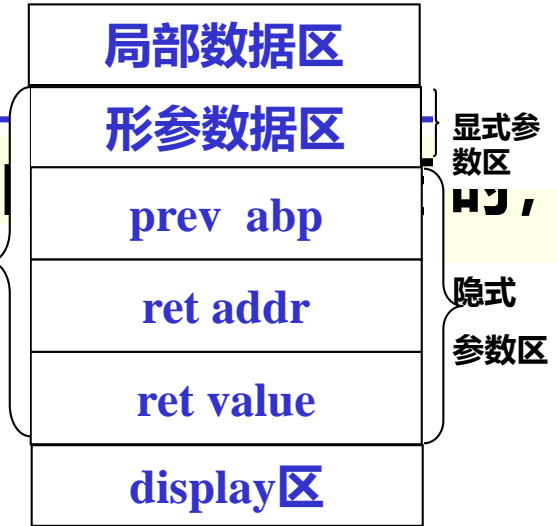 局部数据区
形参数据区
显式参
数区
的，
prev abp
ret addr
隐式
参数区
ret value
display区